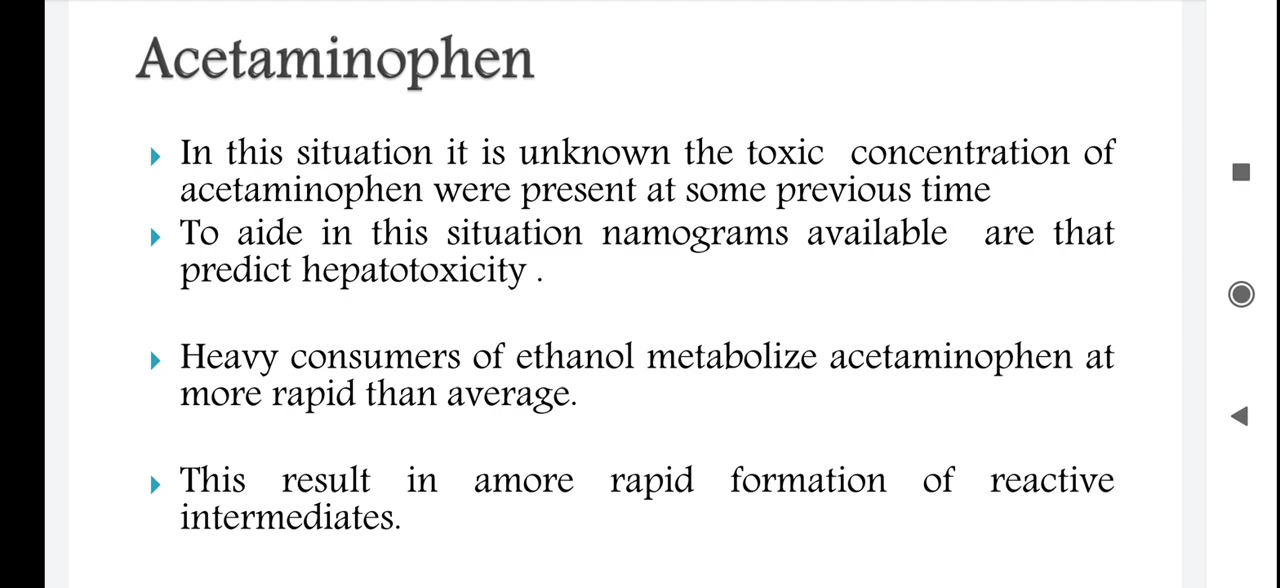 Acetaminophen
In this situation it is unknown the toxic concentration of
acetaminophen were present at some previous time
To aide in this situation namograms available are that
predict hepatotoxicity .
Heavy consumers of ethanol metabolize acetaminophen at
more rapid than average.
This result in amore rapid formation of reactive
intermediates.